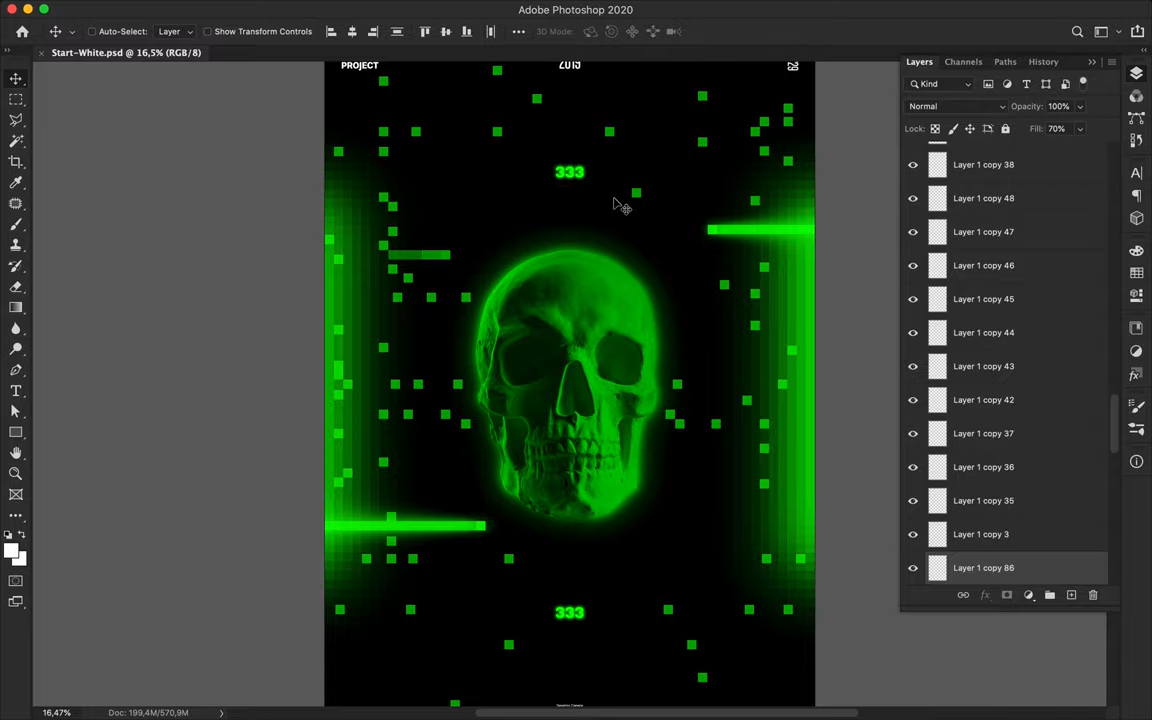 Adobe Photoshop 2020
Auto-Select: Layer Show Transform Controls 3D Mode:
Start-White.psd @ 16,5% (RGB/8)
PROJECT 2019
333
333
Layers Channels Paths History
Kind
Normal Opacity: 100%
Lock: Fill: 70%
Layer 1 copy 38
Layer 1 copy 48
Layer 1 copy 47
Layer 1 copy 46
Layer 1 copy 45
Layer 1 copy 44
Layer 1 copy 43
Layer 1 copy 42
Layer 1 copy 37
Layer 1 copy 36
Layer 1 copy 35
Layer 1 copy 3
Layer 1 copy 86
16,47% Doc: 199,4M/570,9M